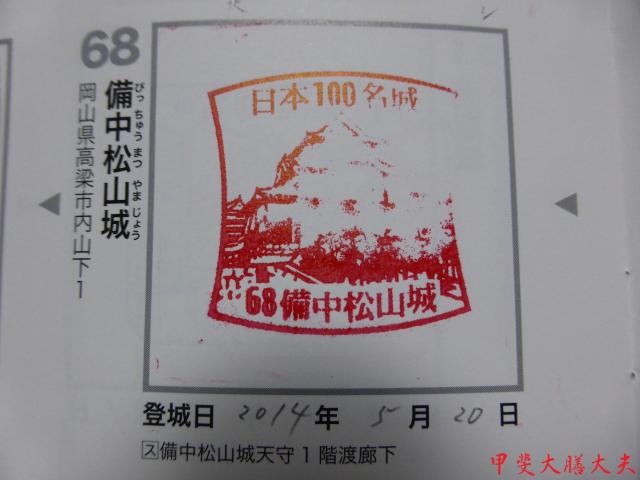 68
備中松山城
びっちゅうまつやまじょう
岡山県高梁市内山下1
日本100名城
68備中松山城
登城日 2014年 5月 20日
ス備中松山城天守1階渡廊下
甲斐大膳大夫